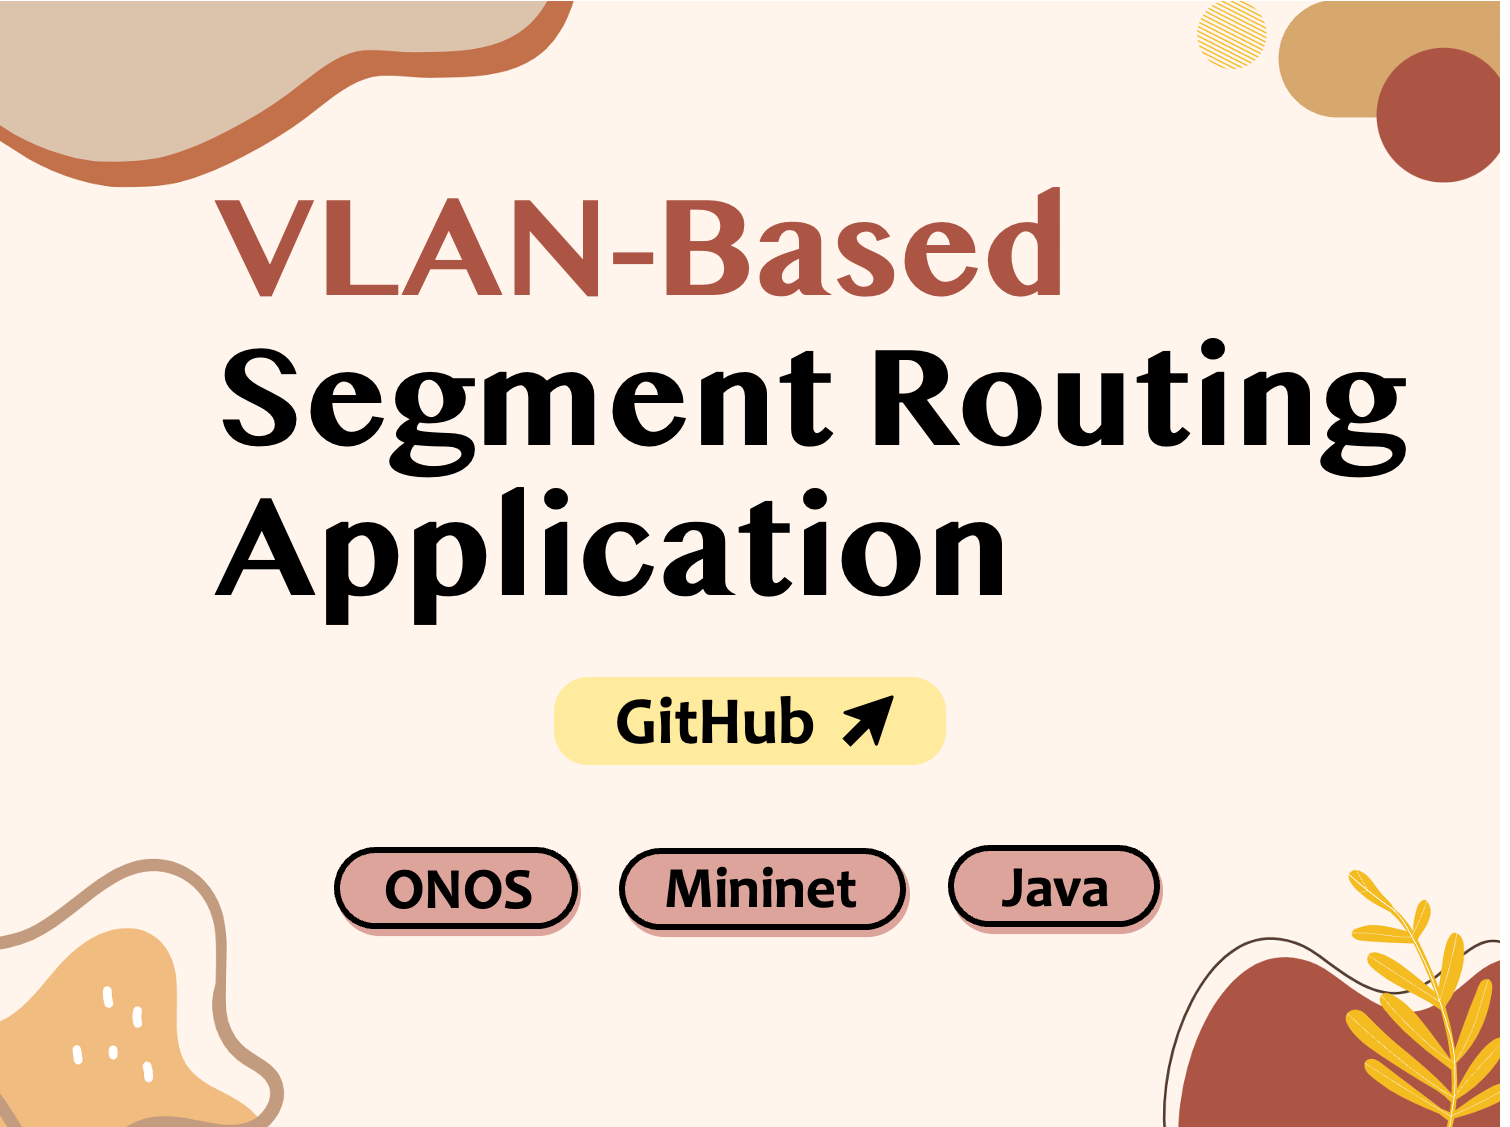 VLAN-Based
Segment Routing
Application
GitHub
ONOS
Mininet
Java